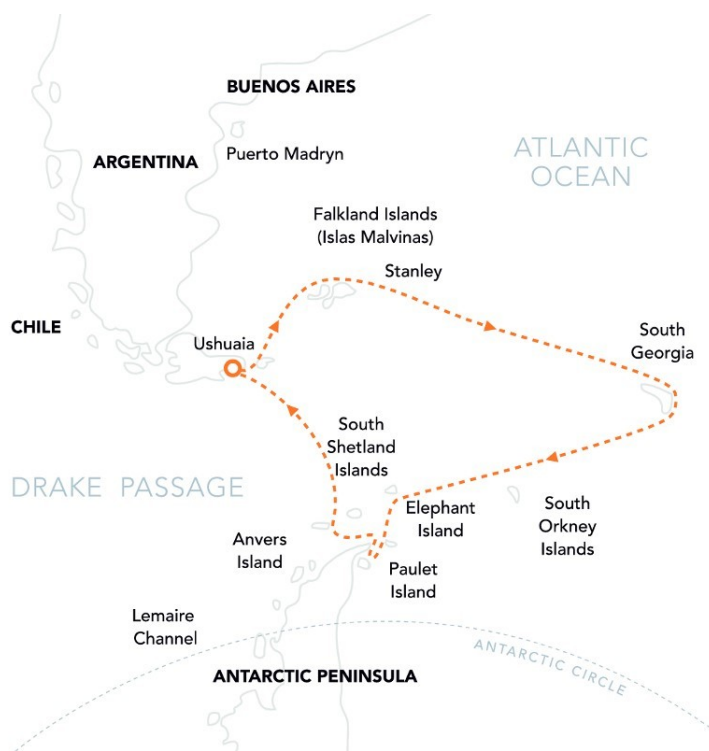 BUENOS AIRES
ARGENTINA
Puerto Madryn
ATLANTIC
OCEAN
Falkland Islands
(Islas Malvinas)
Stanley
CHILE
Ushuaia
South
Georgia
South
Shetland
Islands
DRAKE PASSAGE
Elephant
Island
South
Orkney
Islands
Anvers
Island
Paulet
Island
Lemaire
Channel
ANTARCTIC CIRCLE
ANTARCTIC PENINSULA